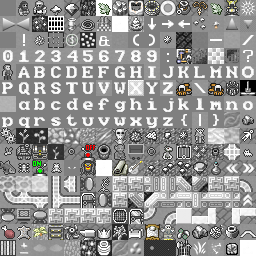 ! $ & ( ) ' , - . /
0 1 2 3 4 5 6 7 8 9 : ?
A B C D E F G H I J K L M N O
P Q R S T U V W X Y Z
a b c d e f g h i j k l m n o
p q r s t u v w x y z { | }